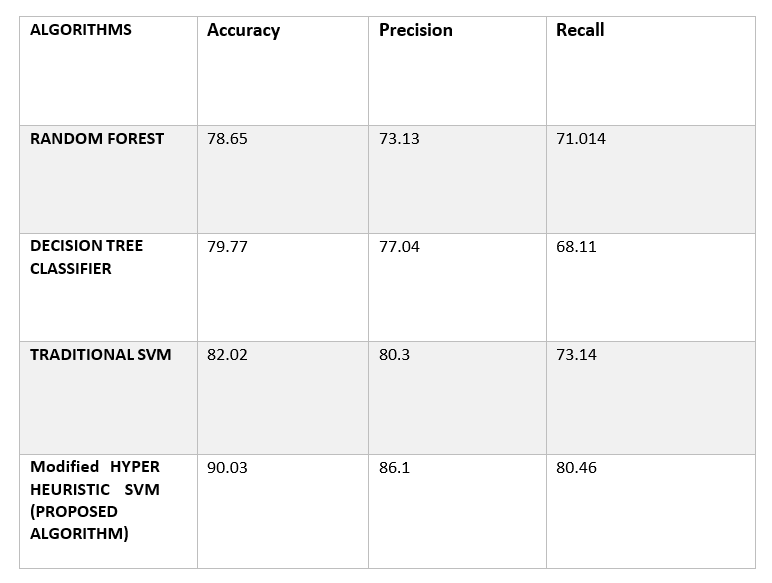 ALGORITHMS Accuracy Precision Recall
RANDOM FOREST 78.65 73.13 71.014
DECISION TREE 79.77 77.04 68.11
CLASSIFIER
TRADITIONAL SVM 82.02 80.3 73.14
Modified HYPER 90.03 86.1 80.46
HEURISTIC SVM
(PROPOSED
ALGORITHM)